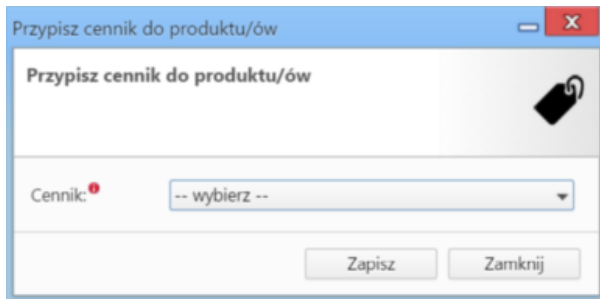 Przypisz cennik do produktu/ów
Przypisz cennik do produktu/ów
Cennik:
-- wybierz --
Zapisz Zamknij